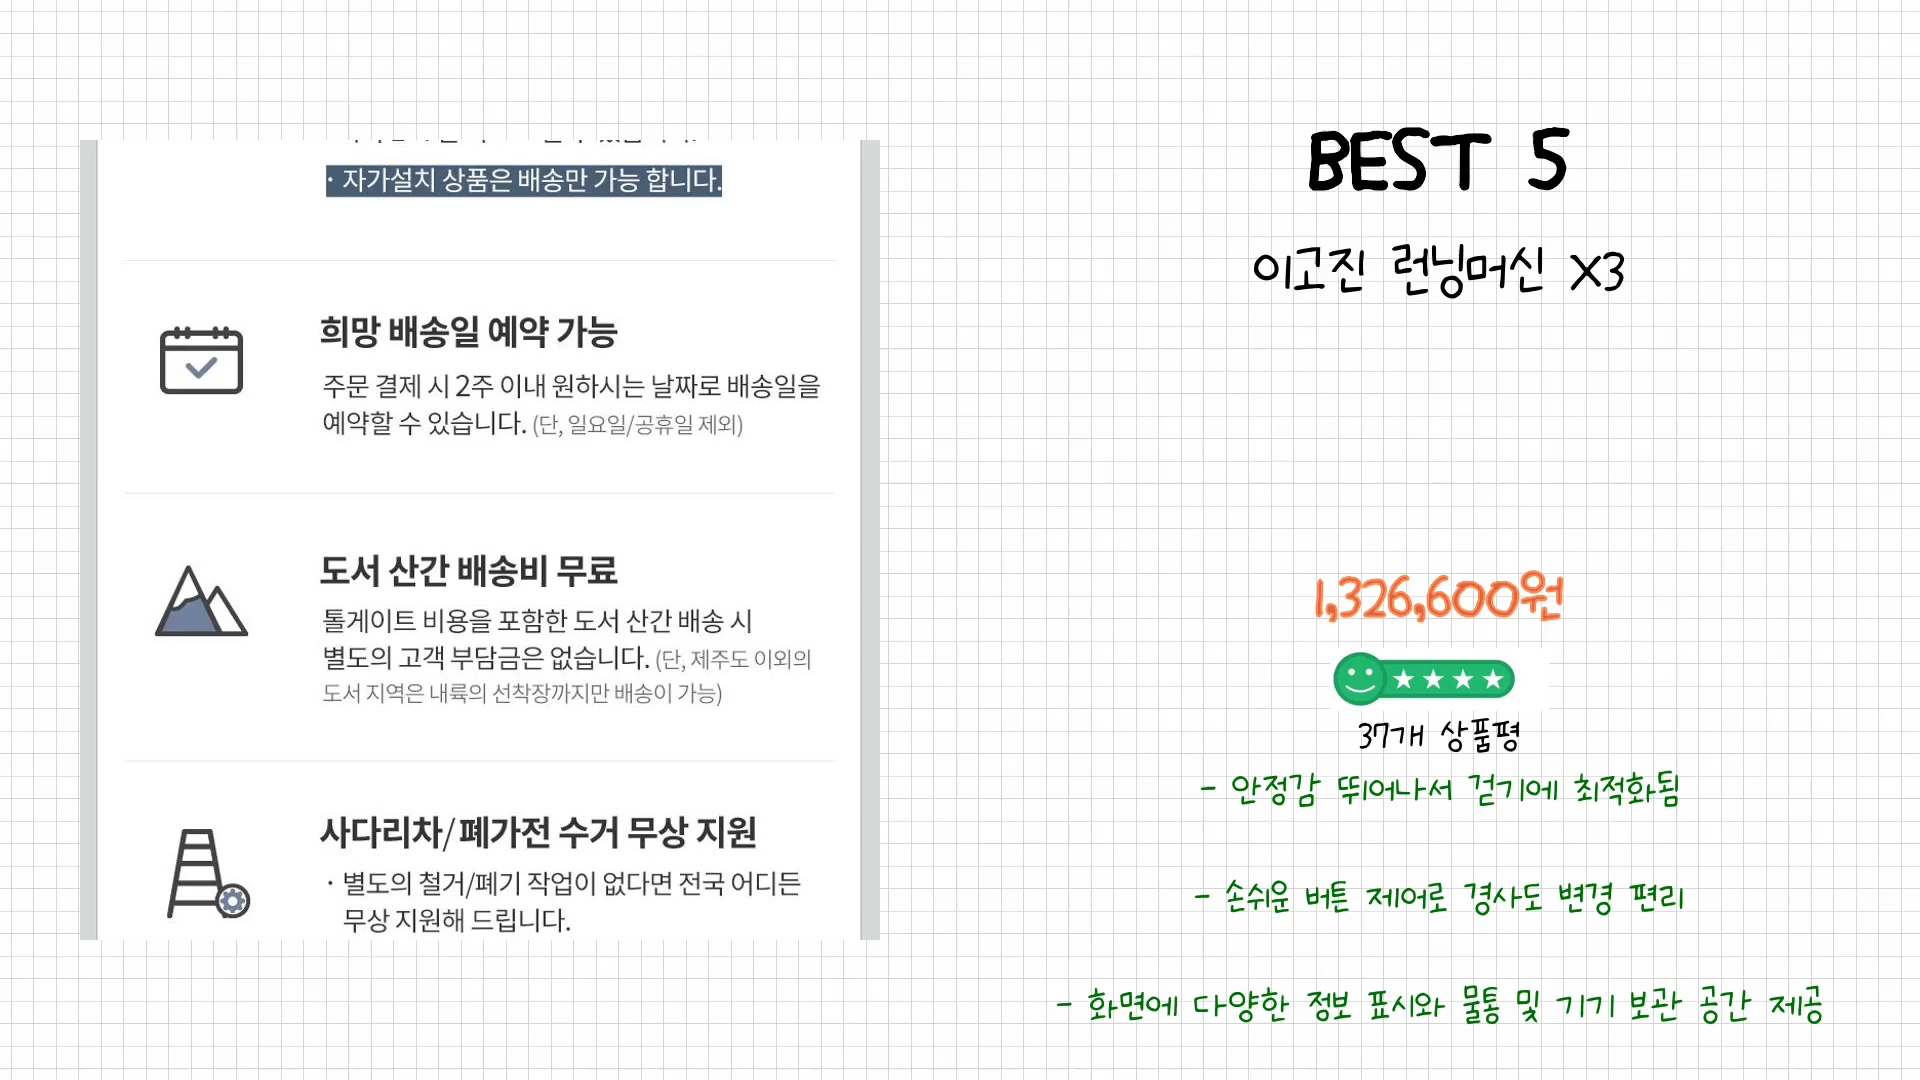 · 자가설치 상품은 배송만 가능 합니다.
희망 배송일 예약 가능
주문 결제 시 2주 이내 원하시는 날짜로 배송일을
예약할 수 있습니다. (단, 일요일/공휴일 제외)
도서 산간 배송비 무료
톨게이트 비용을 포함한 도서 산간 배송 시
별도의 고객 부담금은 없습니다. (단, 제주도 이외의
도서 지역은 내륙의 선착장까지만 배송이 가능)
사다리차/폐가전 수거 무상 지원
· 별도의 철거/폐기 작업이 없다면 전국 어디든
무상 지원해 드립니다.
BEST 5
이고진 런닝머신 X3
1,326,600원
37개 상품평
- 안정감 뛰어나서 걷기에 최적화됨
- 손쉬운 버튼 제어로 경사도 변경 편리
- 화면에 다양한 정보 표시와 물통 및 기기 보관 공간 제공